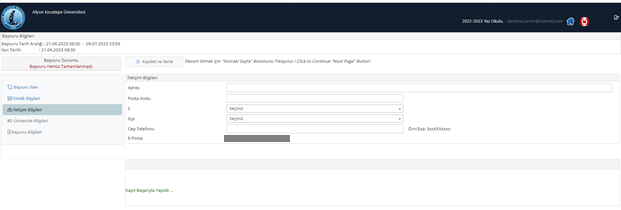 Afyon Kocatepe Üniversitesi
2022-2023 Yaz Okulu.
Başvuru Bilgileri
Başvuru Tarih Aralığı : 21.06.2023 08:30 - 09.07.2023 23:59
İlan Tarihi : 21.06.2023 08:30
Başvuru Durumu
Başvuru Henüz Tamamlanmadı
Kaydet ve İlerle
Devam Etmek için "Sonraki Sayfa" Butonunu Tıklayınız / Click to Continue "Next Page" Button
Başvuru İlanı
Kimlik Bilgileri
İletişim Bilgileri
Üniversite Bilgileri
Başvuru Bilgileri
İletişim Bilgileri
Adres
Posta Kodu
İl
Seçiniz
İlçe
Seçiniz
Cep Telefonu
Örn/Exa: 5xxXXXxxxx
E-Posta
Kayıt Başarıyla Yapıldı ...